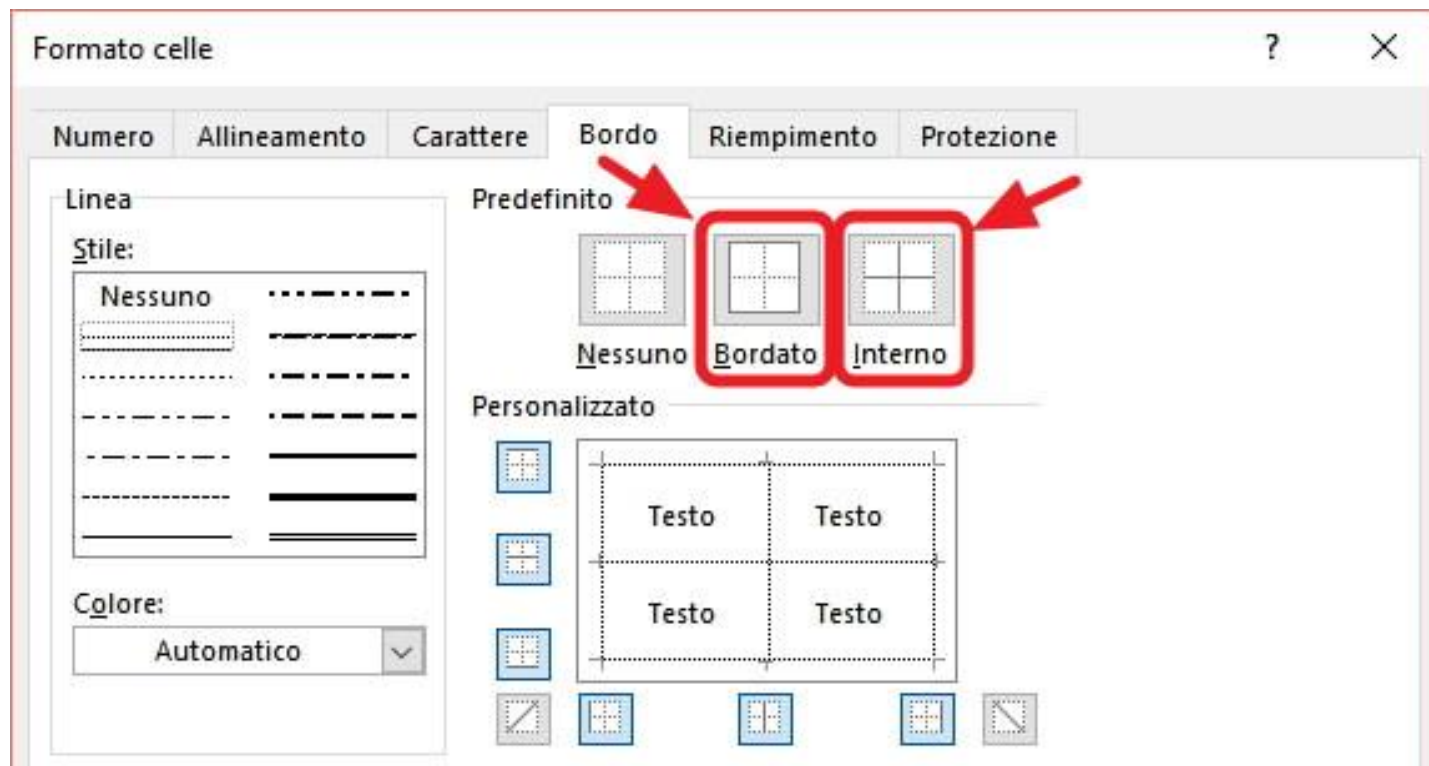 Formato celle ?
Numero Allineamento Carattere Bordo Riempimento Protezione
Linea
Stile:
Nessuno
Colore:
Automatico
Predefinito
Nessuno Bordato Interno
Personalizzato
Testo Testo
Testo Testo